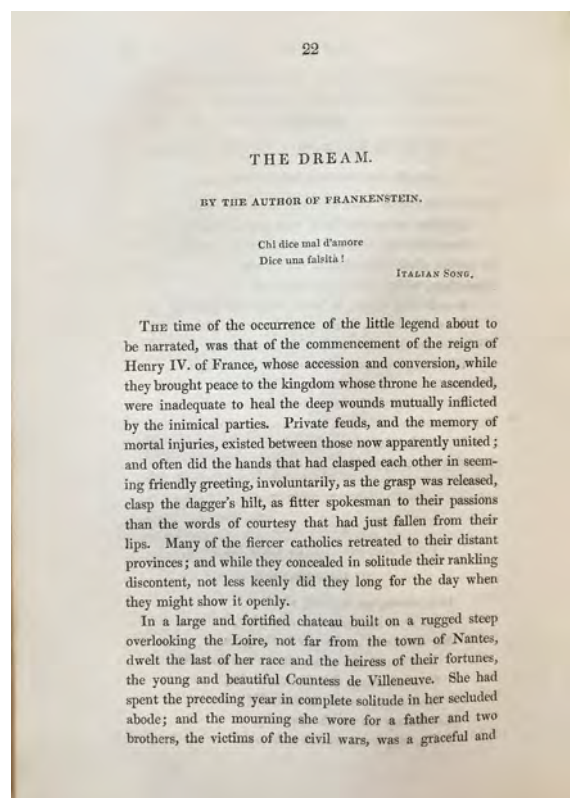 22
THE DREAM.
BY THE AUTHOR OF FRANKENSTEIN.
Chi dice mal d'amore
Dice una falsità!
ITALIAN SONG.
THE time of the occurrence of the little legend about to
be narrated, was that of the commencement of the reign of
Henry IV. of France, whose accession and conversion, while
they brought peace to the kingdom whose throne he ascended,
were inadequate to heal the deep wounds mutually inflicted
by the inimical parties. Private feuds, and the memory of
mortal injuries, existed between those now apparently united;
and often did the hands that had clasped each other in seem-
ing friendly greeting, involuntarily, as the grasp was released,
clasp the dagger's hilt, as fitter spokesman to their passions
than the words of courtesy that had just fallen from their
lips. Many of the fiercer catholics retreated to their distant
provinces; and while they concealed in solitude their rankling
discontent, not less keenly did they long for the day when
they might show it openly.
In a large and fortified chateau built on a rugged steep
overlooking the Loire, not far from the town of Nantes,
dwelt the last of her race and the heiress of their fortunes,
the young and beautiful Countess de Villeneuve. She had
spent the preceding year in complete solitude in her secluded
abode; and the mourning she wore for a father and two
brothers, the victims of the civil wars, was a graceful and